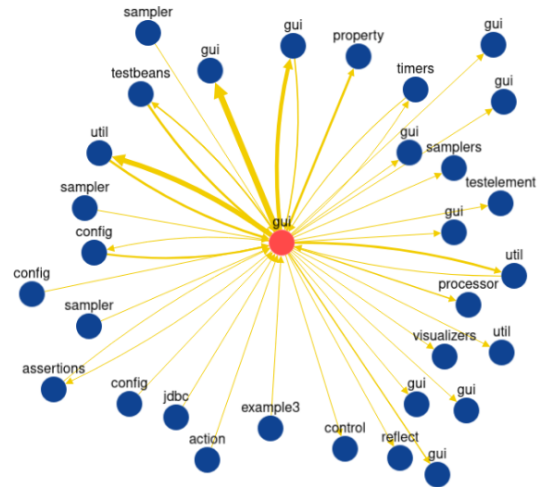 sampler
gui
gui
property
gui
testbeans
timers
gui
util
gui
samplers
sampler
testelement
gui
gui
config
util
config
processor
sampler
visualizers
util
assertions
config
jdbc
gui
gui
example3
action
control
reflect
gui